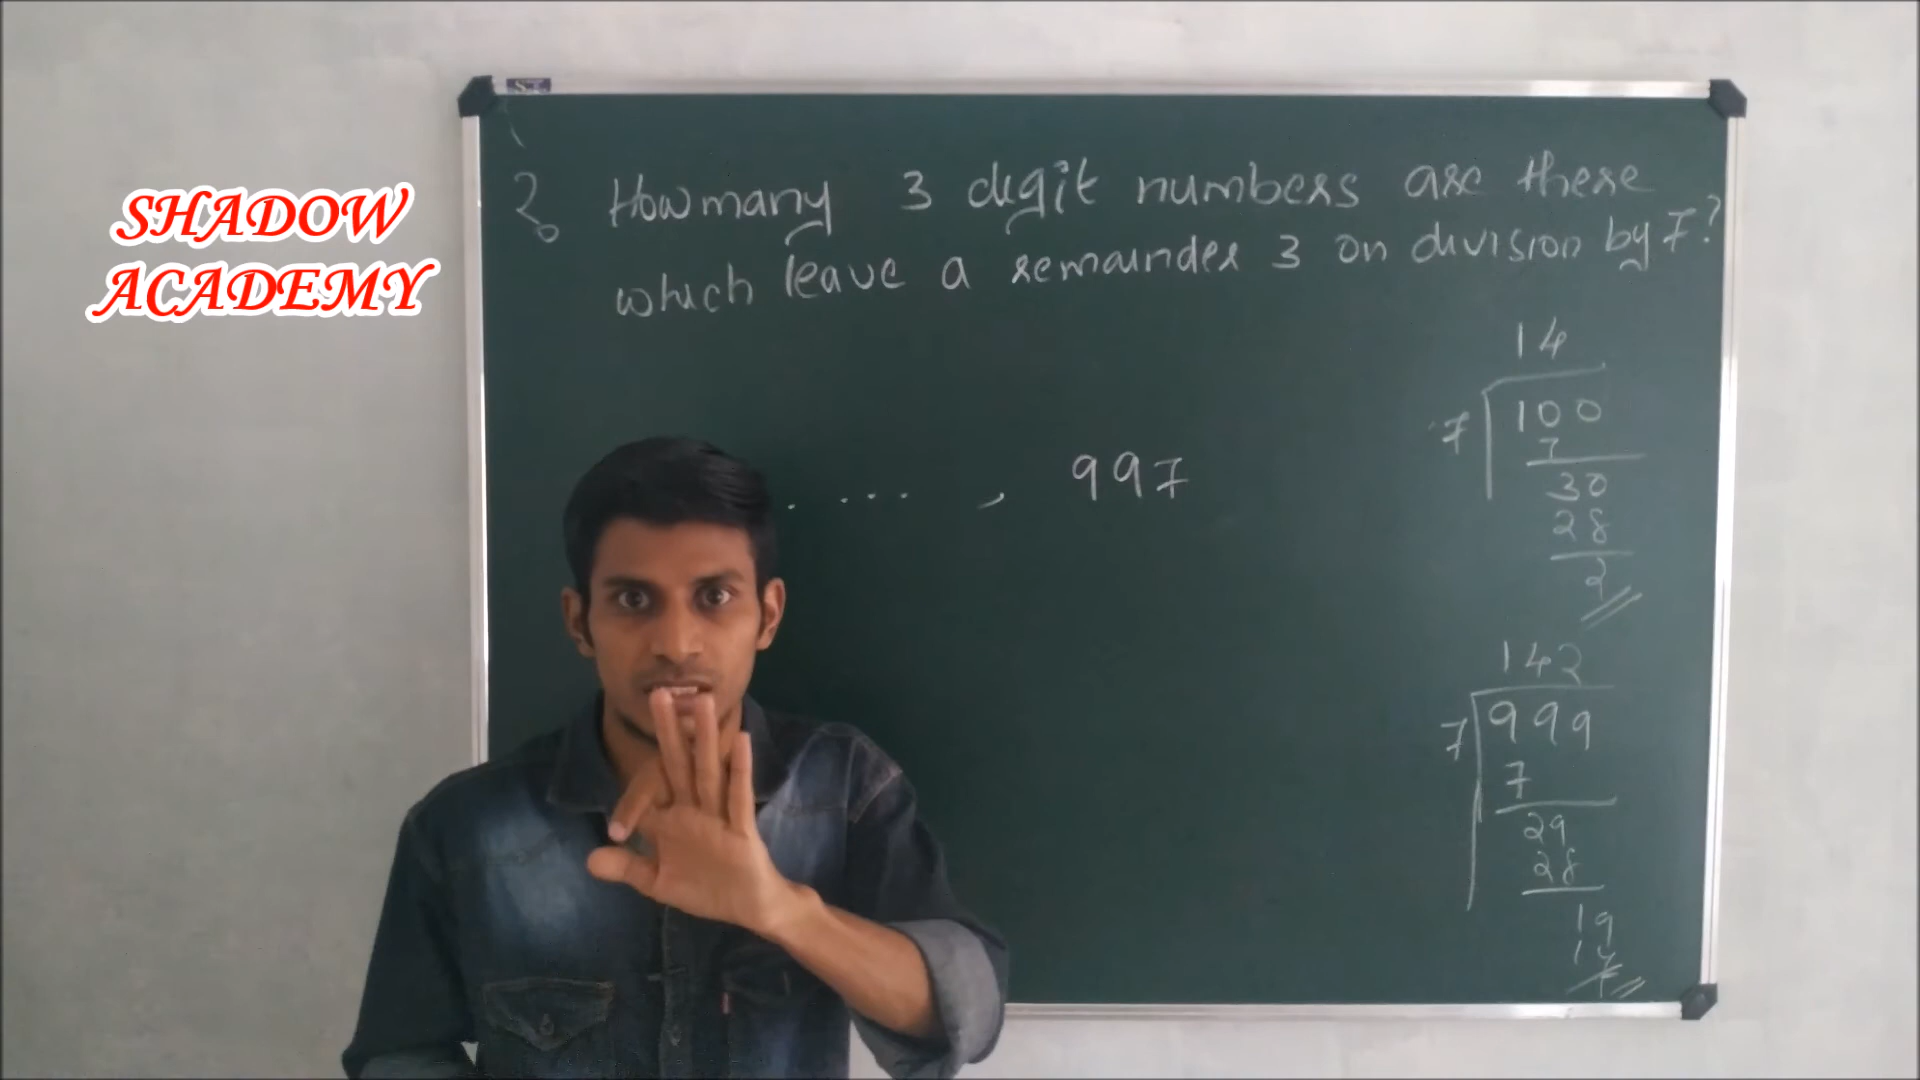 S.T.
SHADOW
ACADEMY
? How many 3 digit numbers are there
which leave a remainder 3 on division by 7?
. ... , 997
14
7 100
7
30
28
2
142
7 999
7
29
28
19
14